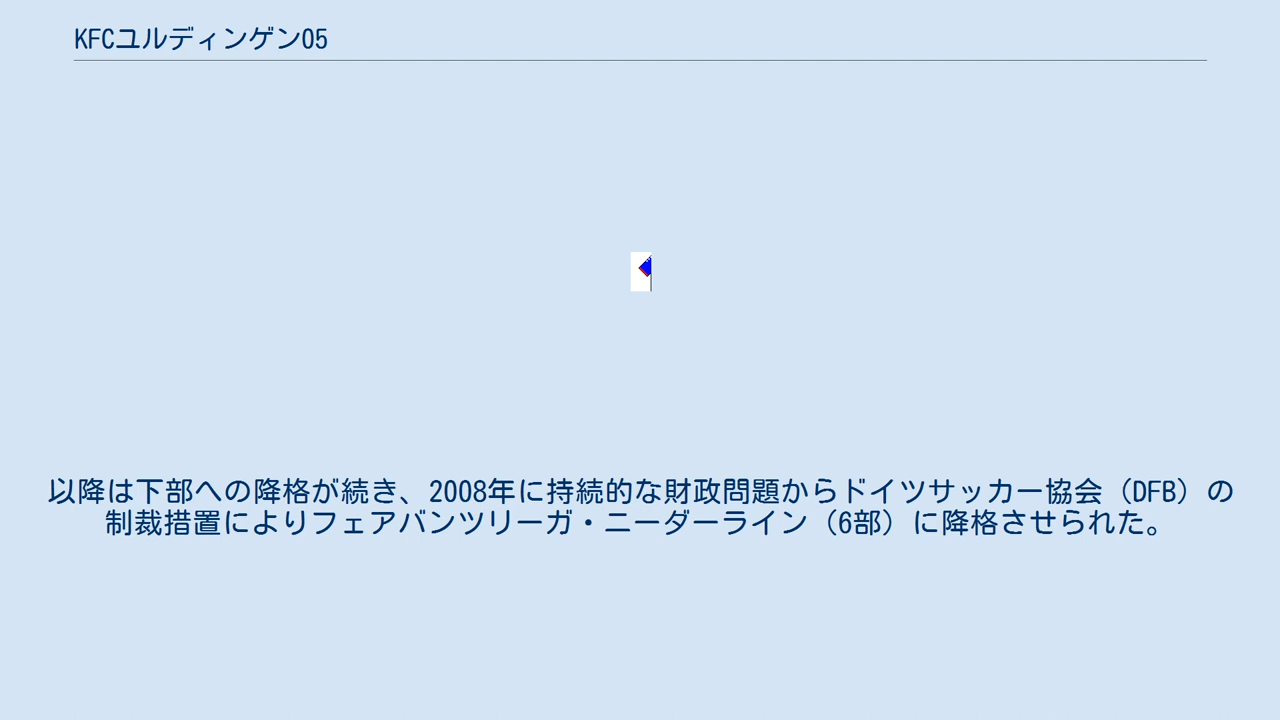 KFCユルディンゲン05
以降は下部への降格が続き、2008年に持続的な財政問題からドイツサッカー協会（DFB）の
制裁措置によりフェアバンツリーガ・ニーダーライン（6部）に降格させられた。